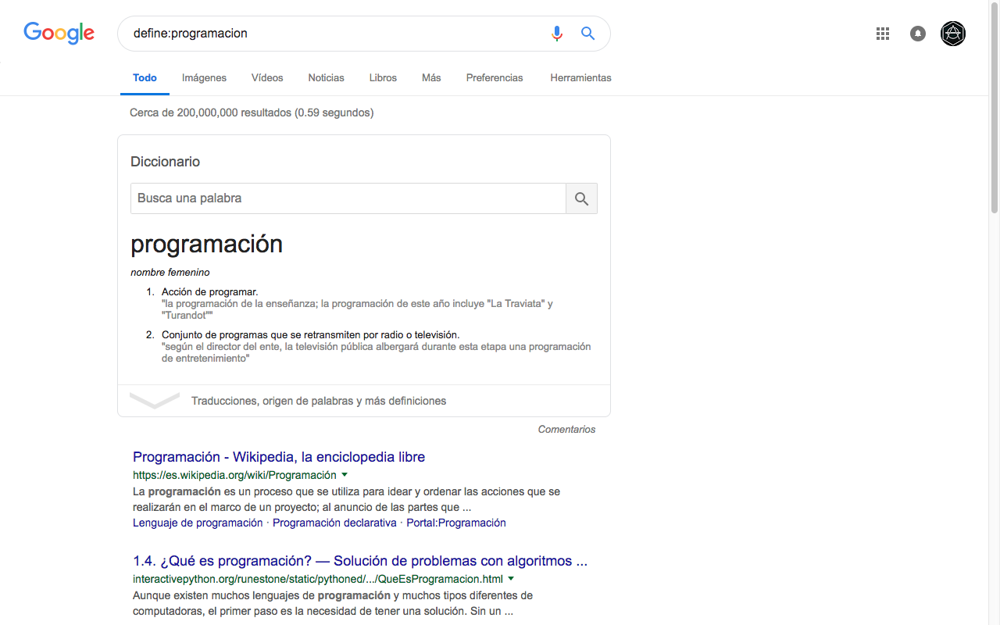 Google
define:programacion
Todo Imágenes Vídeos Noticias Libros Más Preferencias Herramientas
Cerca de 200,000,000 resultados (0.59 segundos)
Diccionario
Busca una palabra
programación
nombre femenino
1. Acción de programar.
"la programación de la enseñanza; la programación de este año incluye "La Traviata" y
"Turandot""
2. Conjunto de programas que se retransmiten por radio o televisión.
"según el director del ente, la televisión pública albergará durante esta etapa una programación
de entretenimiento"
Traducciones, origen de palabras y más definiciones
Comentarios
Programación - Wikipedia, la enciclopedia libre
https://es.wikipedia.org/wiki/Programación
La programación es un proceso que se utiliza para idear y ordenar las acciones que se
realizarán en el marco de un proyecto; al anuncio de las partes que ...
Lenguaje de programación · Programación declarativa · Portal:Programación
1.4. ¿Qué es programación? — Solución de problemas con algoritmos ...
interactivepython.org/runestone/static/pythoned/.../QueEsProgramacion.html
Aunque existen muchos lenguajes de programación y muchos tipos diferentes de
computadoras, el primer paso es la necesidad de tener una solución. Sin un ...